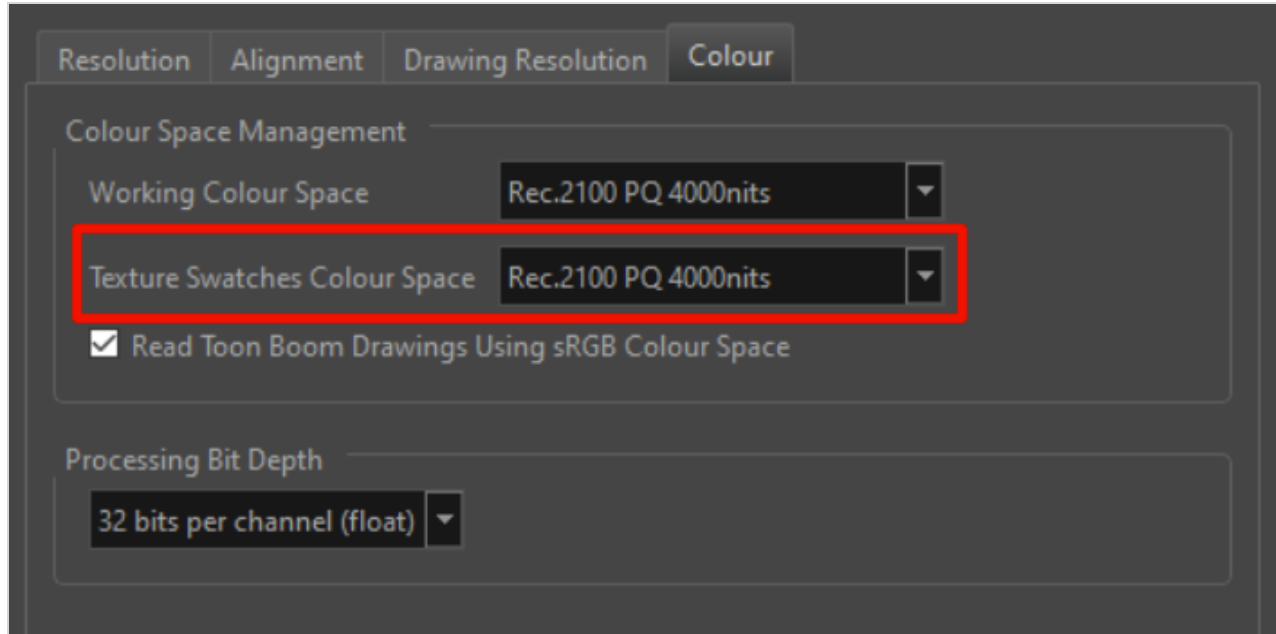 Resolution Alignment Drawing Resolution Colour
Colour Space Management
Working Colour Space Rec.2100 PQ 4000nits
Texture Swatches Colour Space Rec.2100 PQ 4000nits
Read Toon Boom Drawings Using sRGB Colour Space
Processing Bit Depth
32 bits per channel (float)